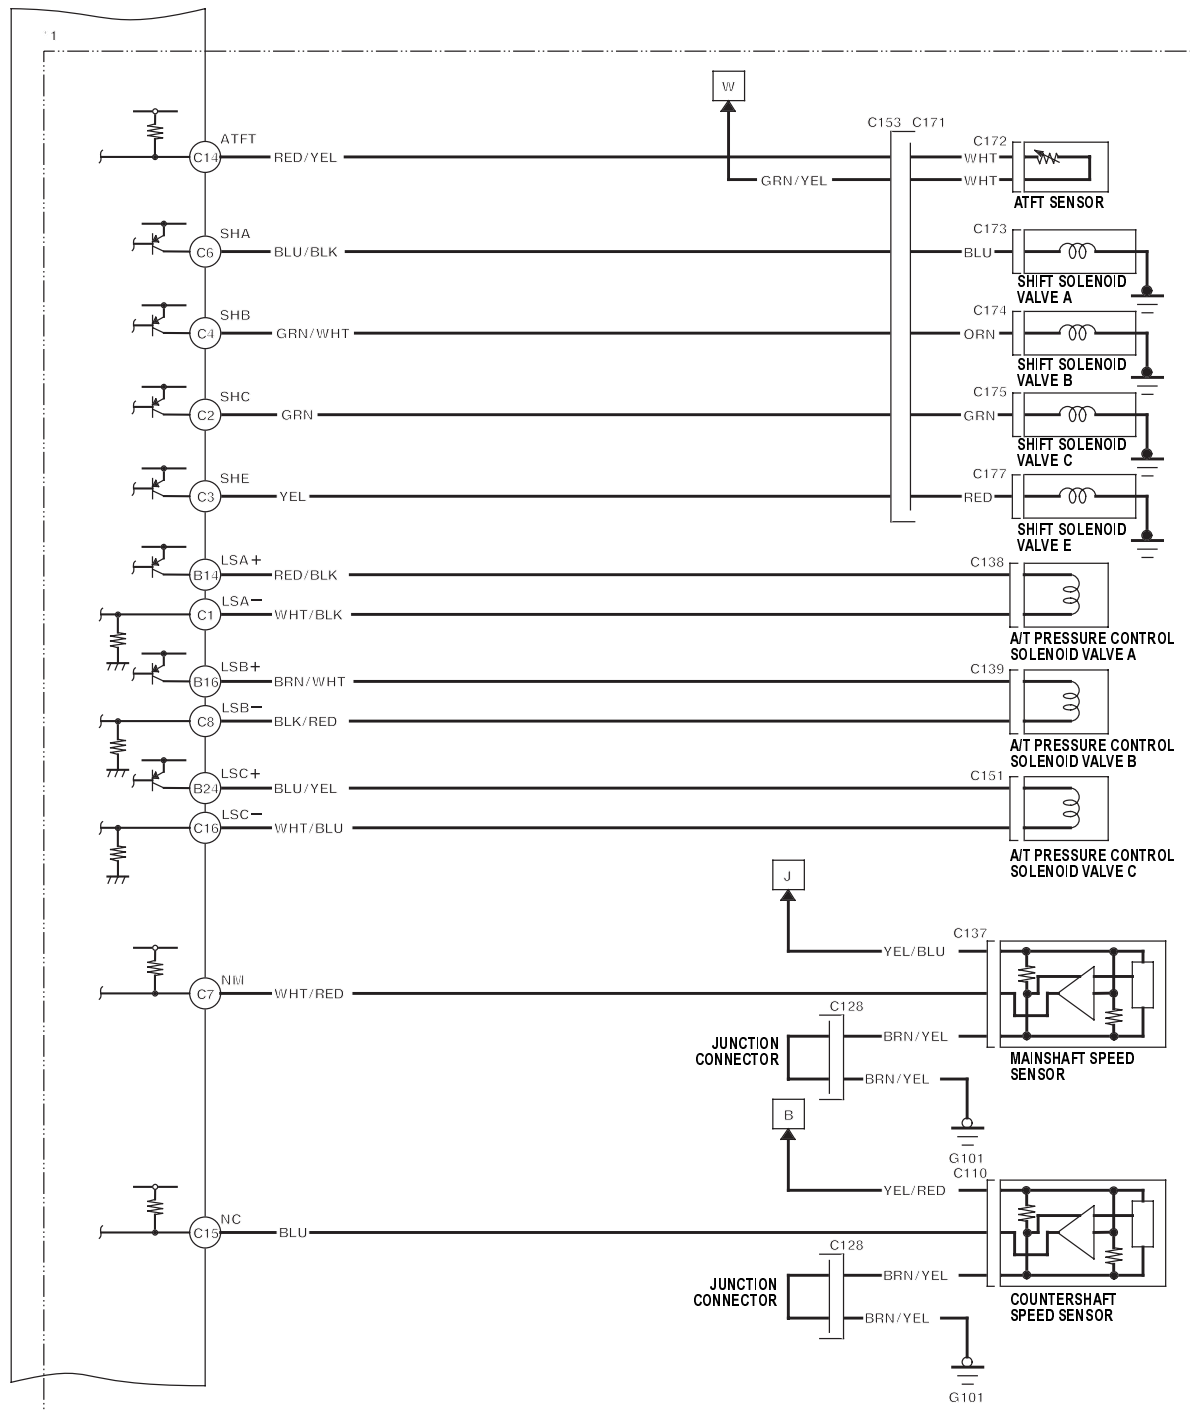 1
W
C153 C171
ATFT
C14
RED/YEL
C172
WHT
GRN/YEL
WHT
ATFT SENSOR
SHA
C6
BLU/BLK
C173
BLU
SHIFT SOLENOID
VALVE A
SHB
C4
GRN/WHT
C174
ORN
SHIFT SOLENOID
VALVE B
SHC
C2
GRN
C175
GRN
SHIFT SOLENOID
VALVE C
SHE
C3
YEL
C177
RED
SHIFT SOLENOID
VALVE E
LSA+
B14
RED/BLK
C138
LSA−
C1
WHT/BLK
A/T PRESSURE CONTROL
SOLENOID VALVE A
LSB+
B16
BRN/WHT
C139
LSB−
C8
BLK/RED
A/T PRESSURE CONTROL
SOLENOID VALVE B
LSC+
B24
BLU/YEL
C151
LSC−
C16
WHT/BLU
A/T PRESSURE CONTROL
SOLENOID VALVE C
J
C137
YEL/BLU
NM
C7
WHT/RED
C128
BRN/YEL
JUNCTION
CONNECTOR
BRN/YEL
MAINSHAFT SPEED
SENSOR
G101
B
C110
YEL/RED
NC
C15
BLU
C128
BRN/YEL
JUNCTION
CONNECTOR
BRN/YEL
COUNTERSHAFT
SPEED SENSOR
G101